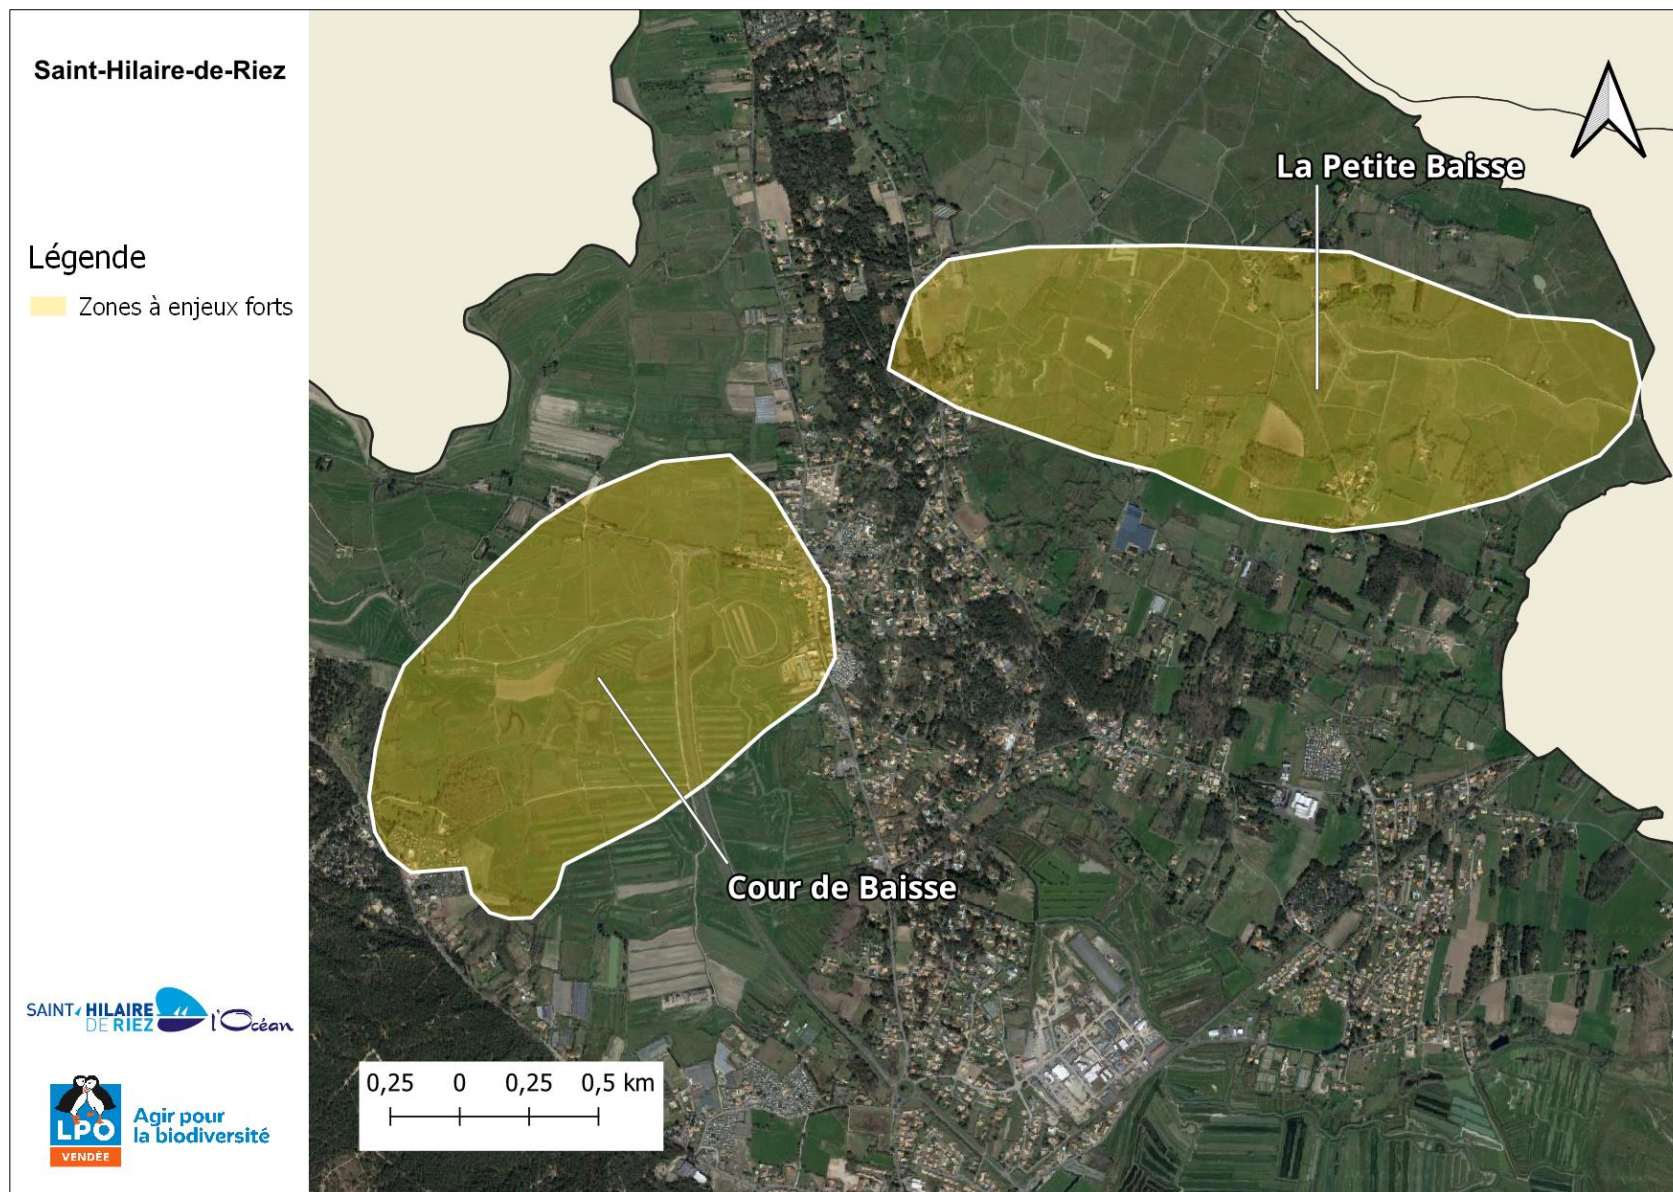 Saint-Hilaire-de-Riez
Légende
Zones à enjeux forts
La Petite Baisse
Cour de Baisse
SAINT HILAIRE
DE RIEZ l'Océan
LPO
VENDÉE
Agir pour
la biodiversité
0,25 0 0,25 0,5 km